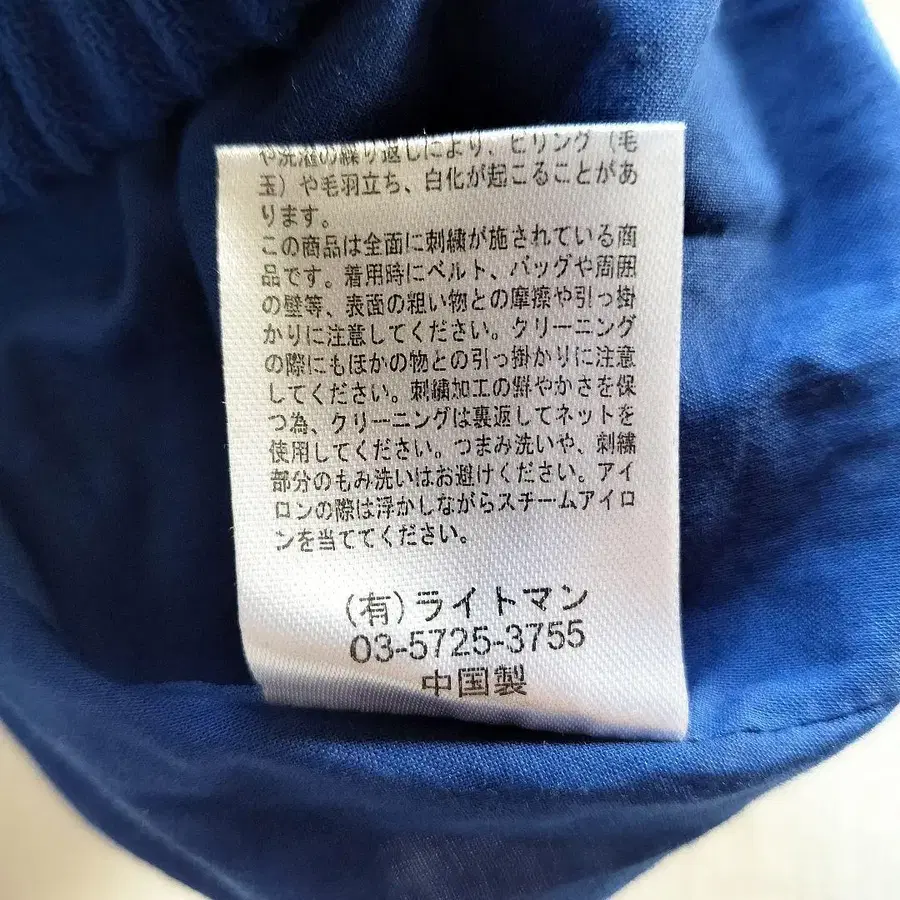 や洗濯の繰り返しにより、ピリング（毛
玉）や毛羽立ち、白化が起こることがあ
ります。
この商品は全面に刺繍が施されている商
品です。着用時にベルト、バッグや周囲
の壁等、表面の粗い物との摩擦や引っ掛
かりに注意してください。クリーニング
の際にもほかの物との引っ掛かりに注意
してください。刺繍加工の鮮やかさを保
つ為、クリーニングは裏返してネットを
使用してください。つまみ洗いや、刺繍
部分のもみ洗いはお避けください。アイ
ロンの際は浮かしながらスチームアイロ
ンを当ててください。
(有)ライトマン
03-5725-3755
中国製